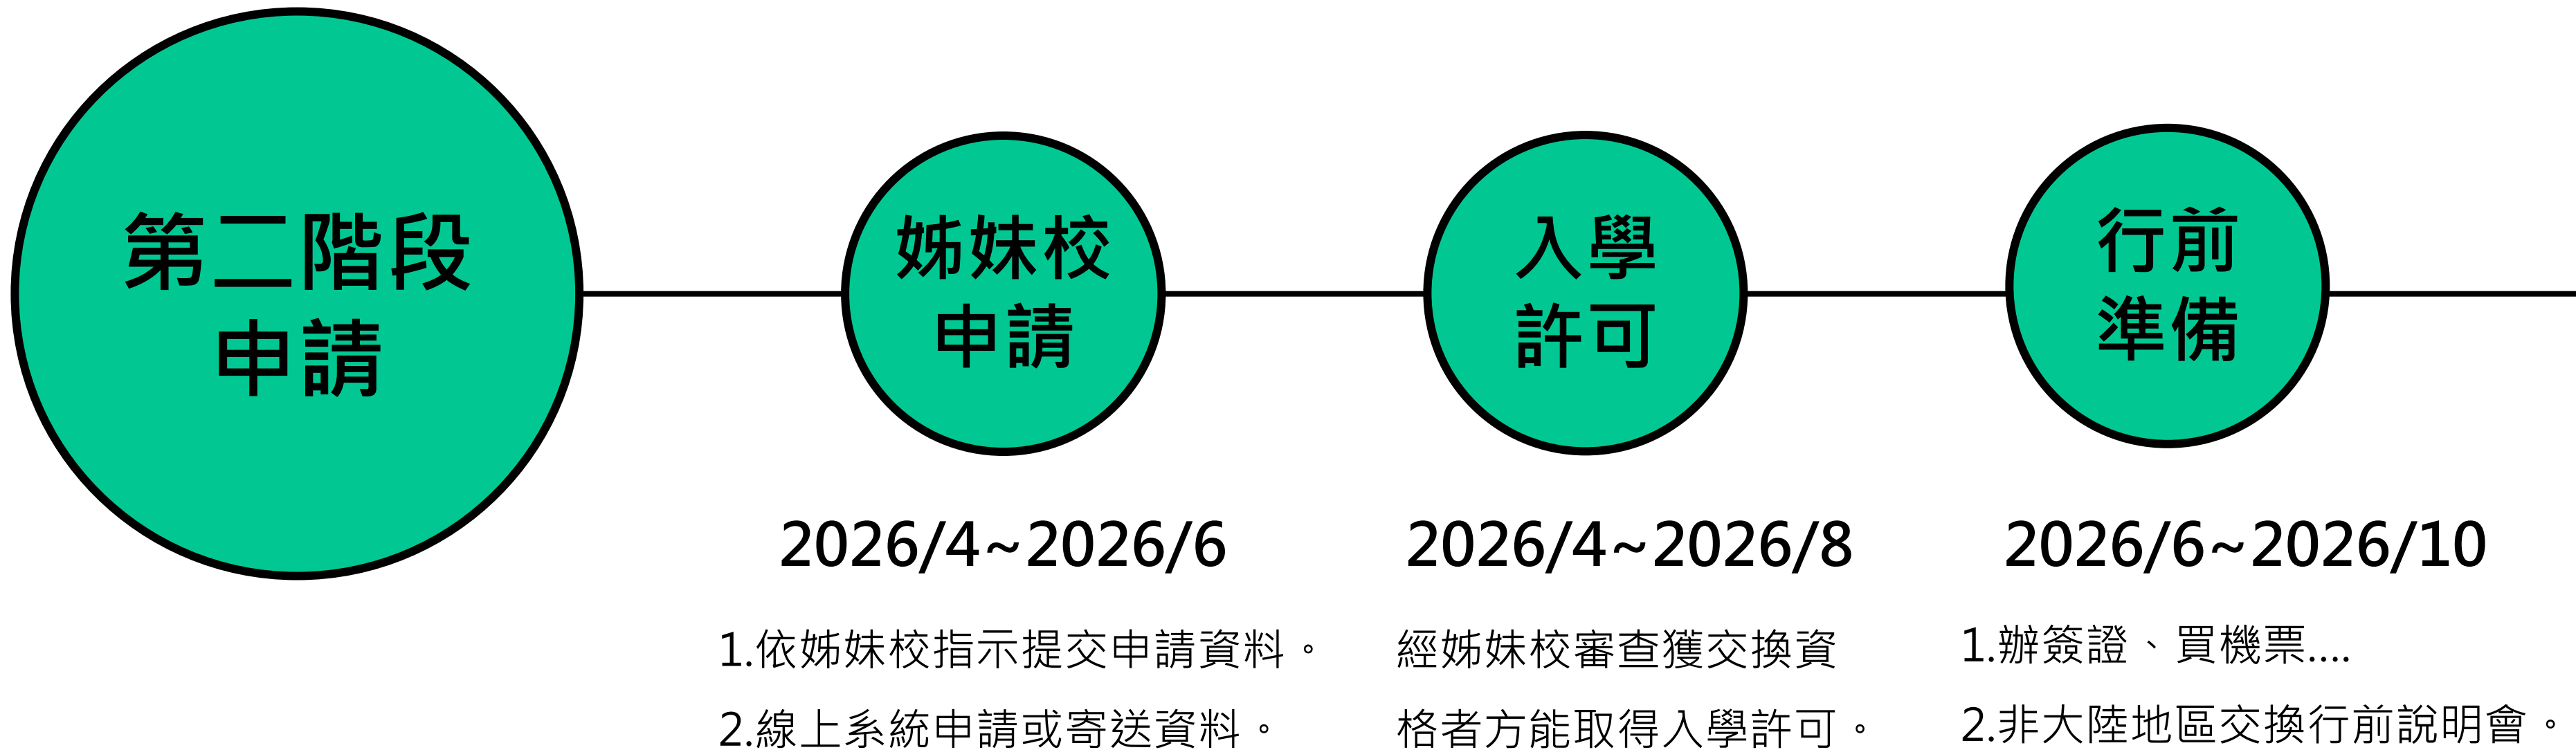 第二階段
申請
姊妹校
申請
入學
許可
行前
準備
2026/4~2026/6
2026/4~2026/8
2026/6~2026/10
1.依姊妹校指示提交申請資料。
2.線上系統申請或寄送資料。
經姊妹校審查獲交換資
格者方能取得入學許可。
1.辦簽證、買機票....
2.非大陸地區交換行前說明會。